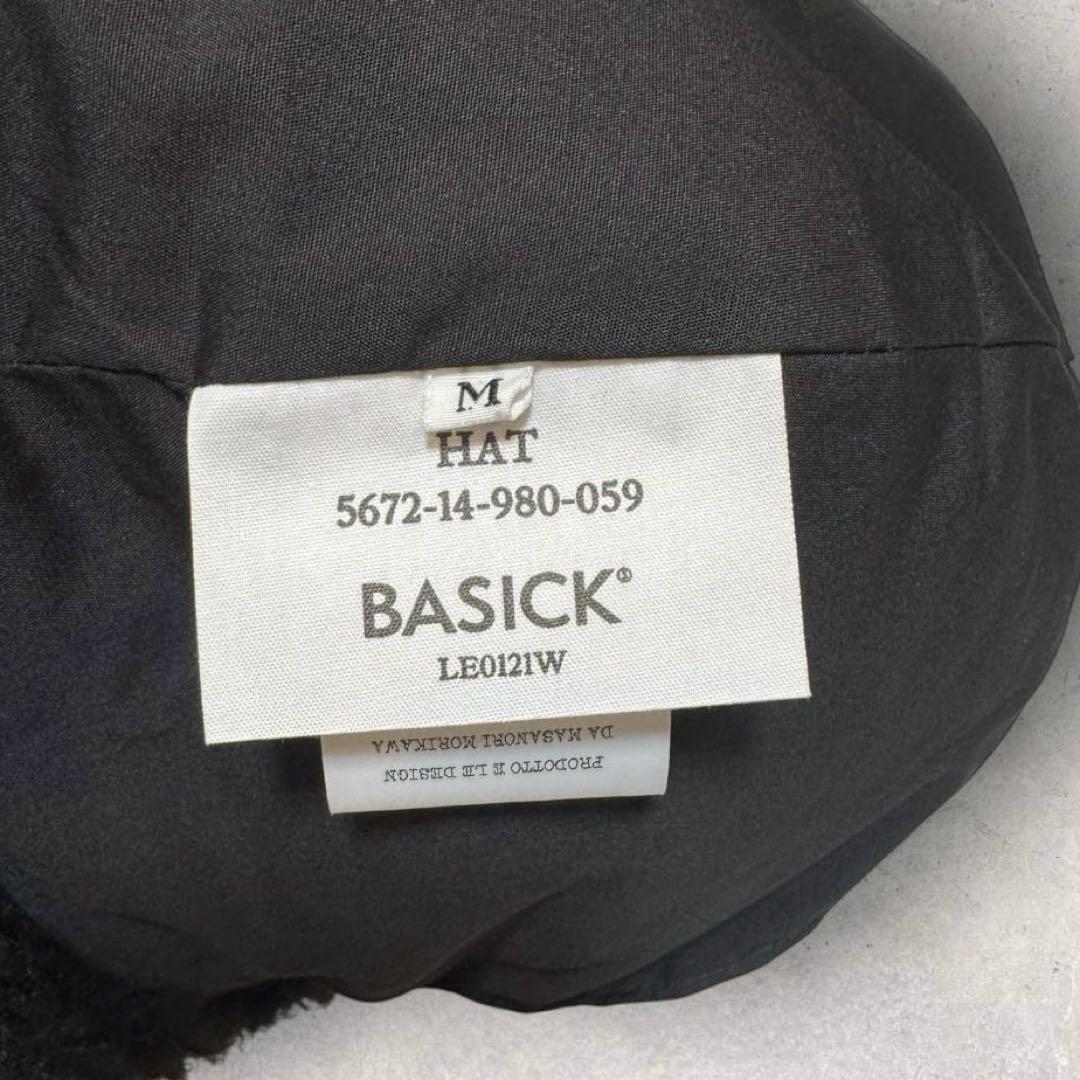 M
HAT
5672-14-980-059
BASICK®
LE0121W
PRODOTTO E LE DESIGN
DA MASANORI MORIKAWA